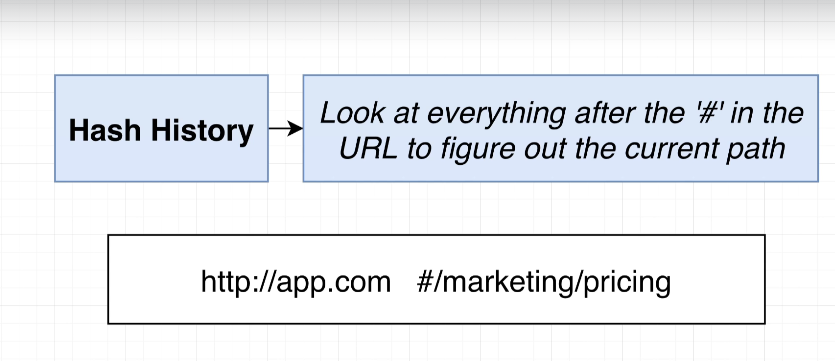 Hash History
Look at everything after the '#' in the
URL to figure out the current path
http://app.com #/marketing/pricing